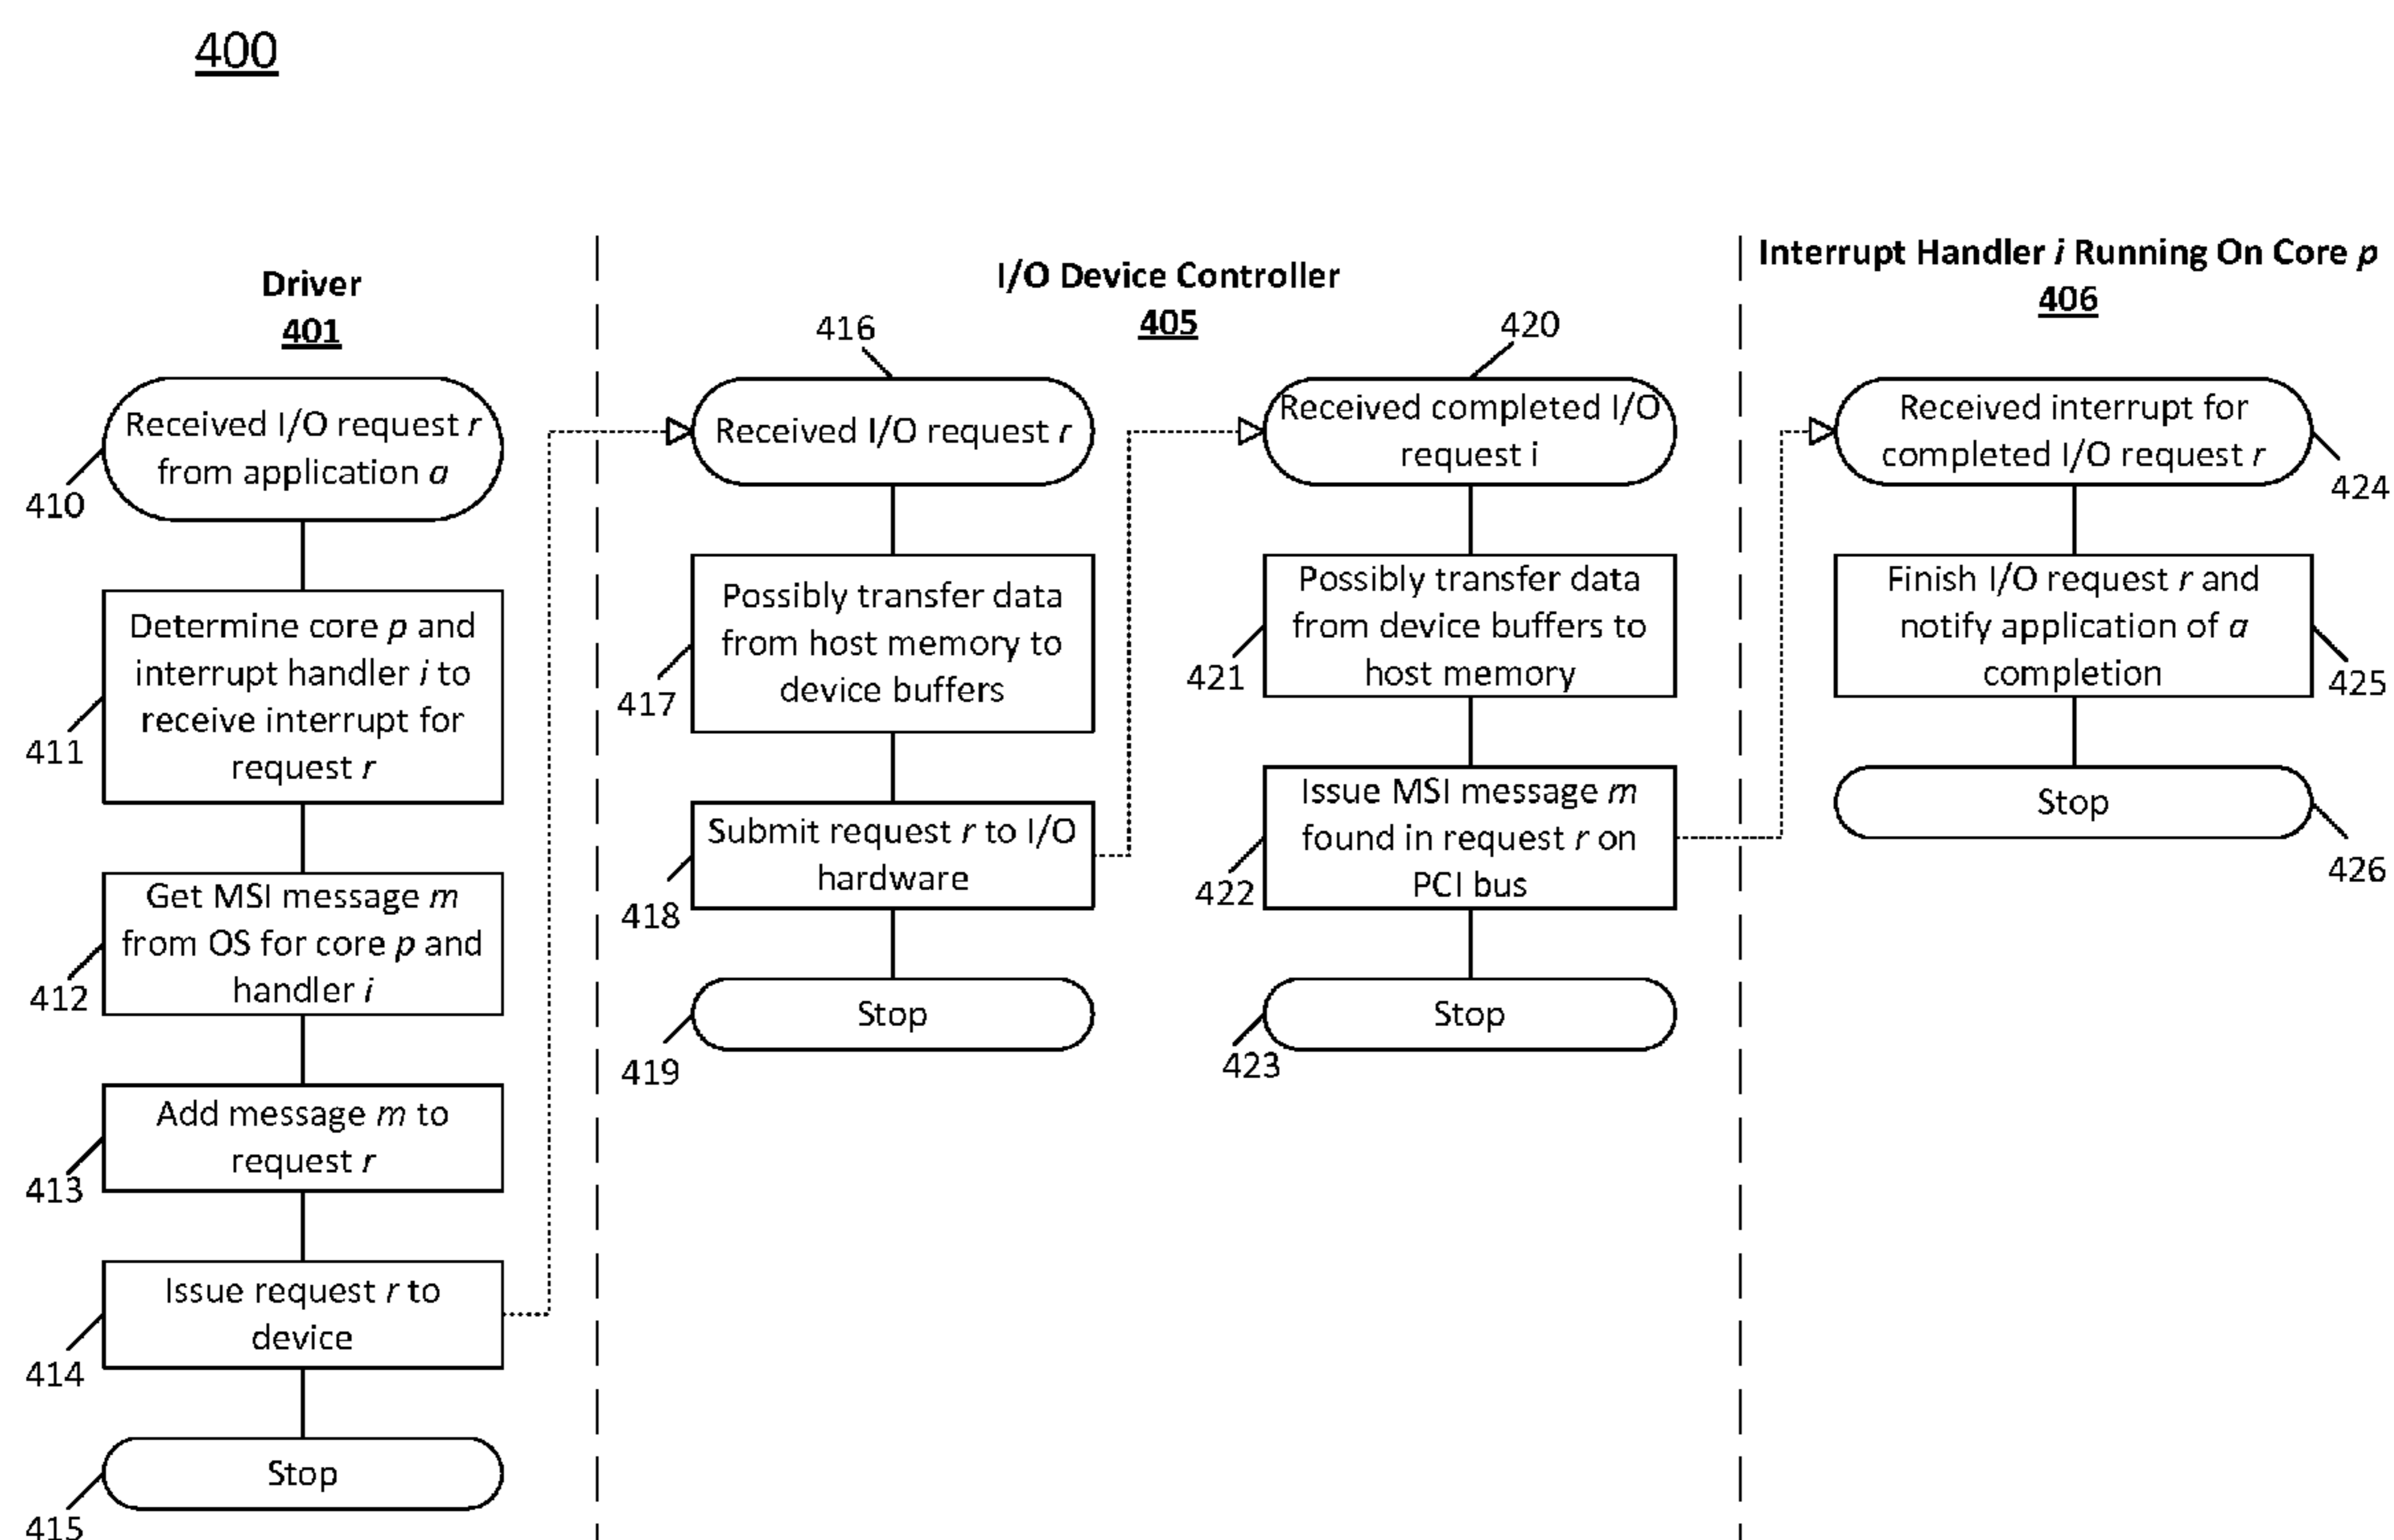 400
Driver
401
Received I/O request r
from application a
410
Determine core p and
interrupt handler i to
receive interrupt for
request r
411
Get MSI message m
from OS for core p and
handler i
412
Add message m to
request r
413
Issue request r to
device
414
Stop
415
I/O Device Controller
405
416
Received I/O request r
Possibly transfer data
from host memory to
device buffers
417
Submit request r to I/O
hardware
418
Stop
419
420
Received completed I/O
request i
Possibly transfer data
from device buffers to
host memory
421
Issue MSI message m
found in request r on
PCI bus
422
Stop
423
Interrupt Handler i Running On Core p
406
Received interrupt for
completed I/O request r
424
Finish I/O request r and
notify application of a
completion
425
Stop
426